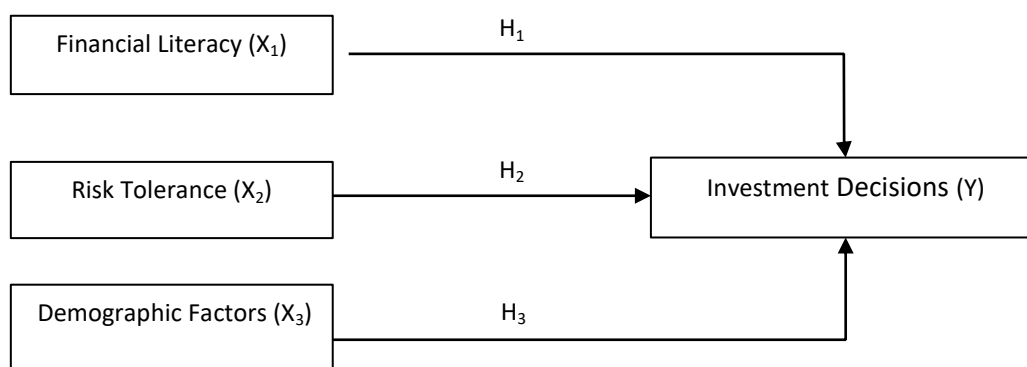 H₁
Financial Literacy (X₁)
H₂
Risk Tolerance (X₂)
Investment Decisions (Y)
H₃
Demographic Factors (X₃)